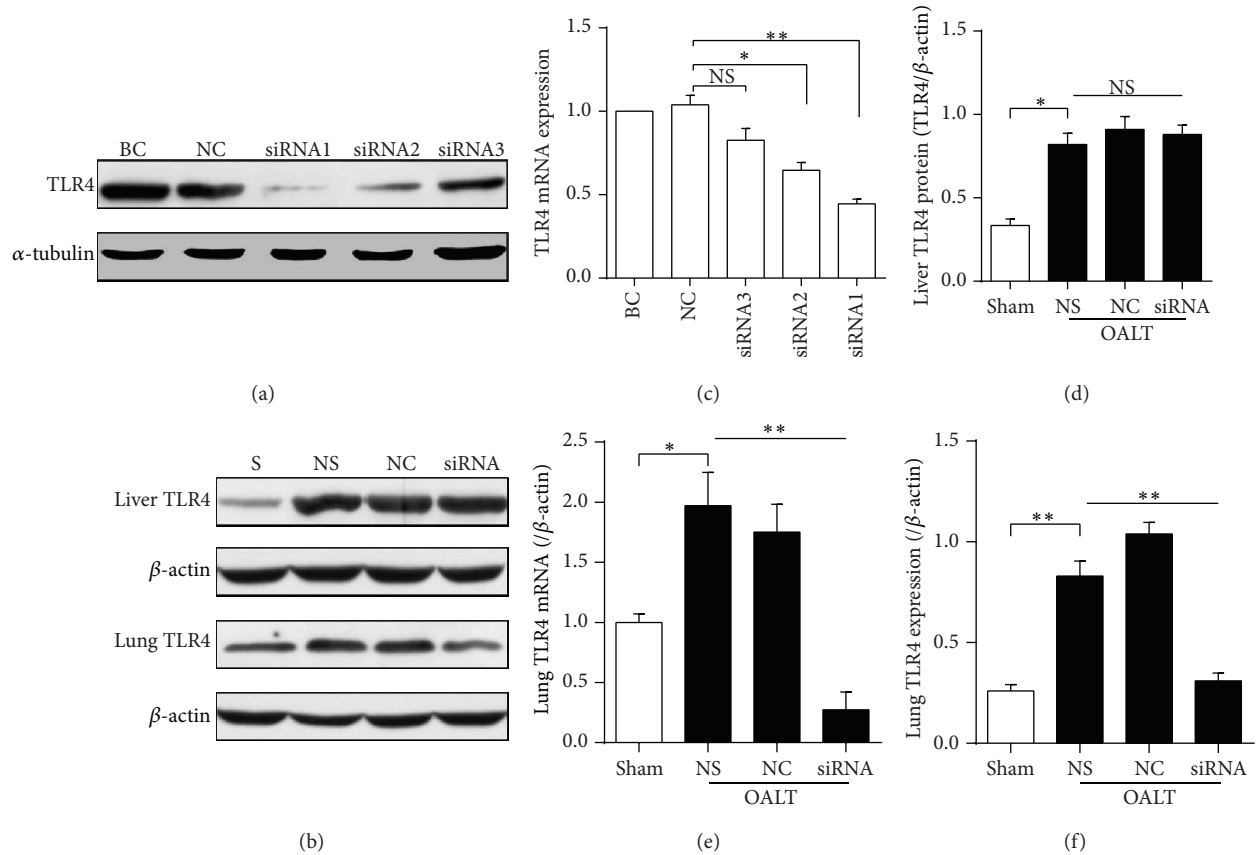 BC NC siRNA1 siRNA2 siRNA3
TLR4
α-tubulin
(a)
S NS NC siRNA
Liver TLR4
β-actin
Lung TLR4
β-actin
(b)
TLR4 mRNA expression
1.5
1.0
0.5
0.0
**
*
NS
BC
NC
siRNA3
siRNA2
siRNA1
(c)
Liver TLR4 protein (TLR4/β-actin)
1.5
1.0
0.5
0.0
*
NS
Sham NS NC siRNA
OALT
(d)
Lung TLR4 mRNA (/β-actin)
2.5
2.0
1.5
1.0
0.5
0.0
*
**
Sham NS NC siRNA
OALT
(e)
Lung TLR4 expression (/β-actin)
1.5
1.0
0.5
0.0
**
**
Sham NS NC siRNA
OALT
(f)